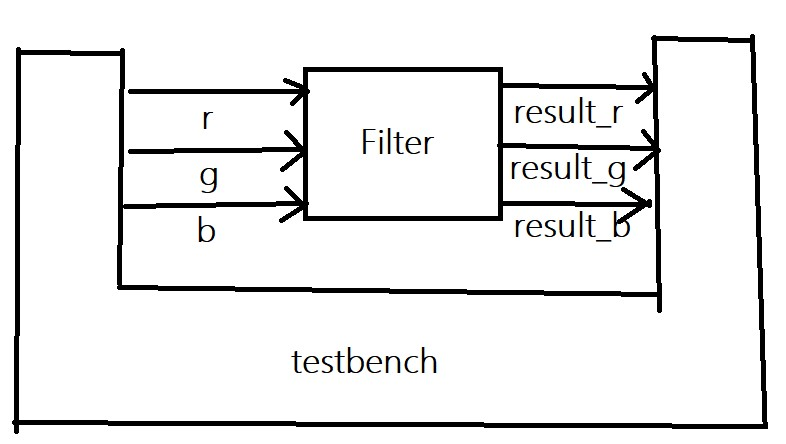 r
g
b
Filter
result_r
result_g
result_b
testbench